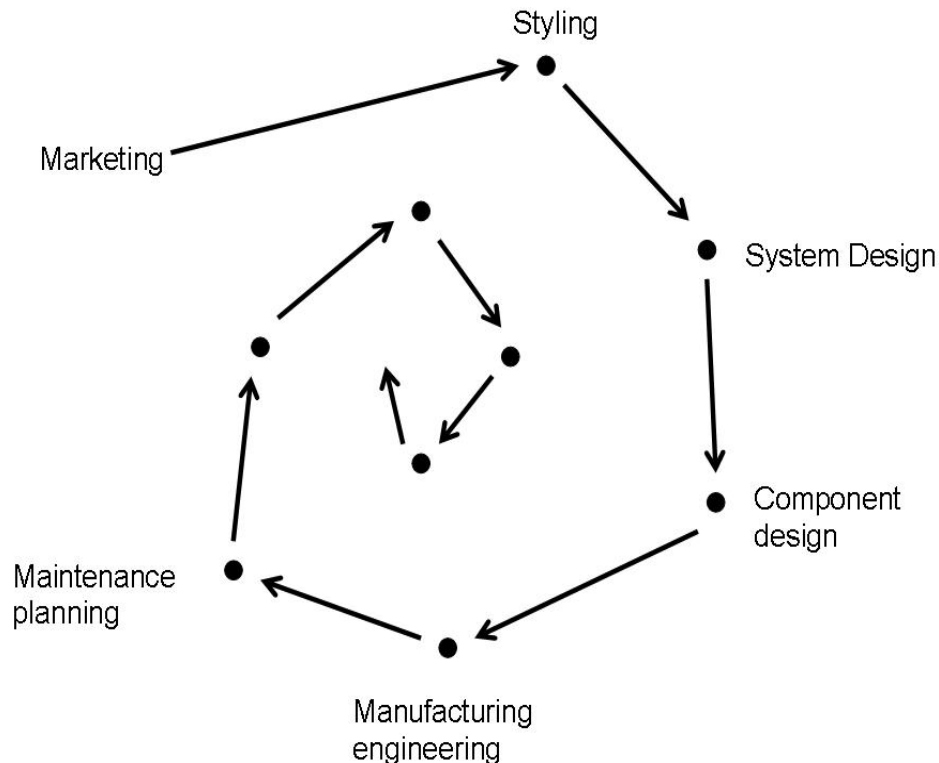 Styling
Marketing
System Design
Component
design
Maintenance
planning
Manufacturing
engineering